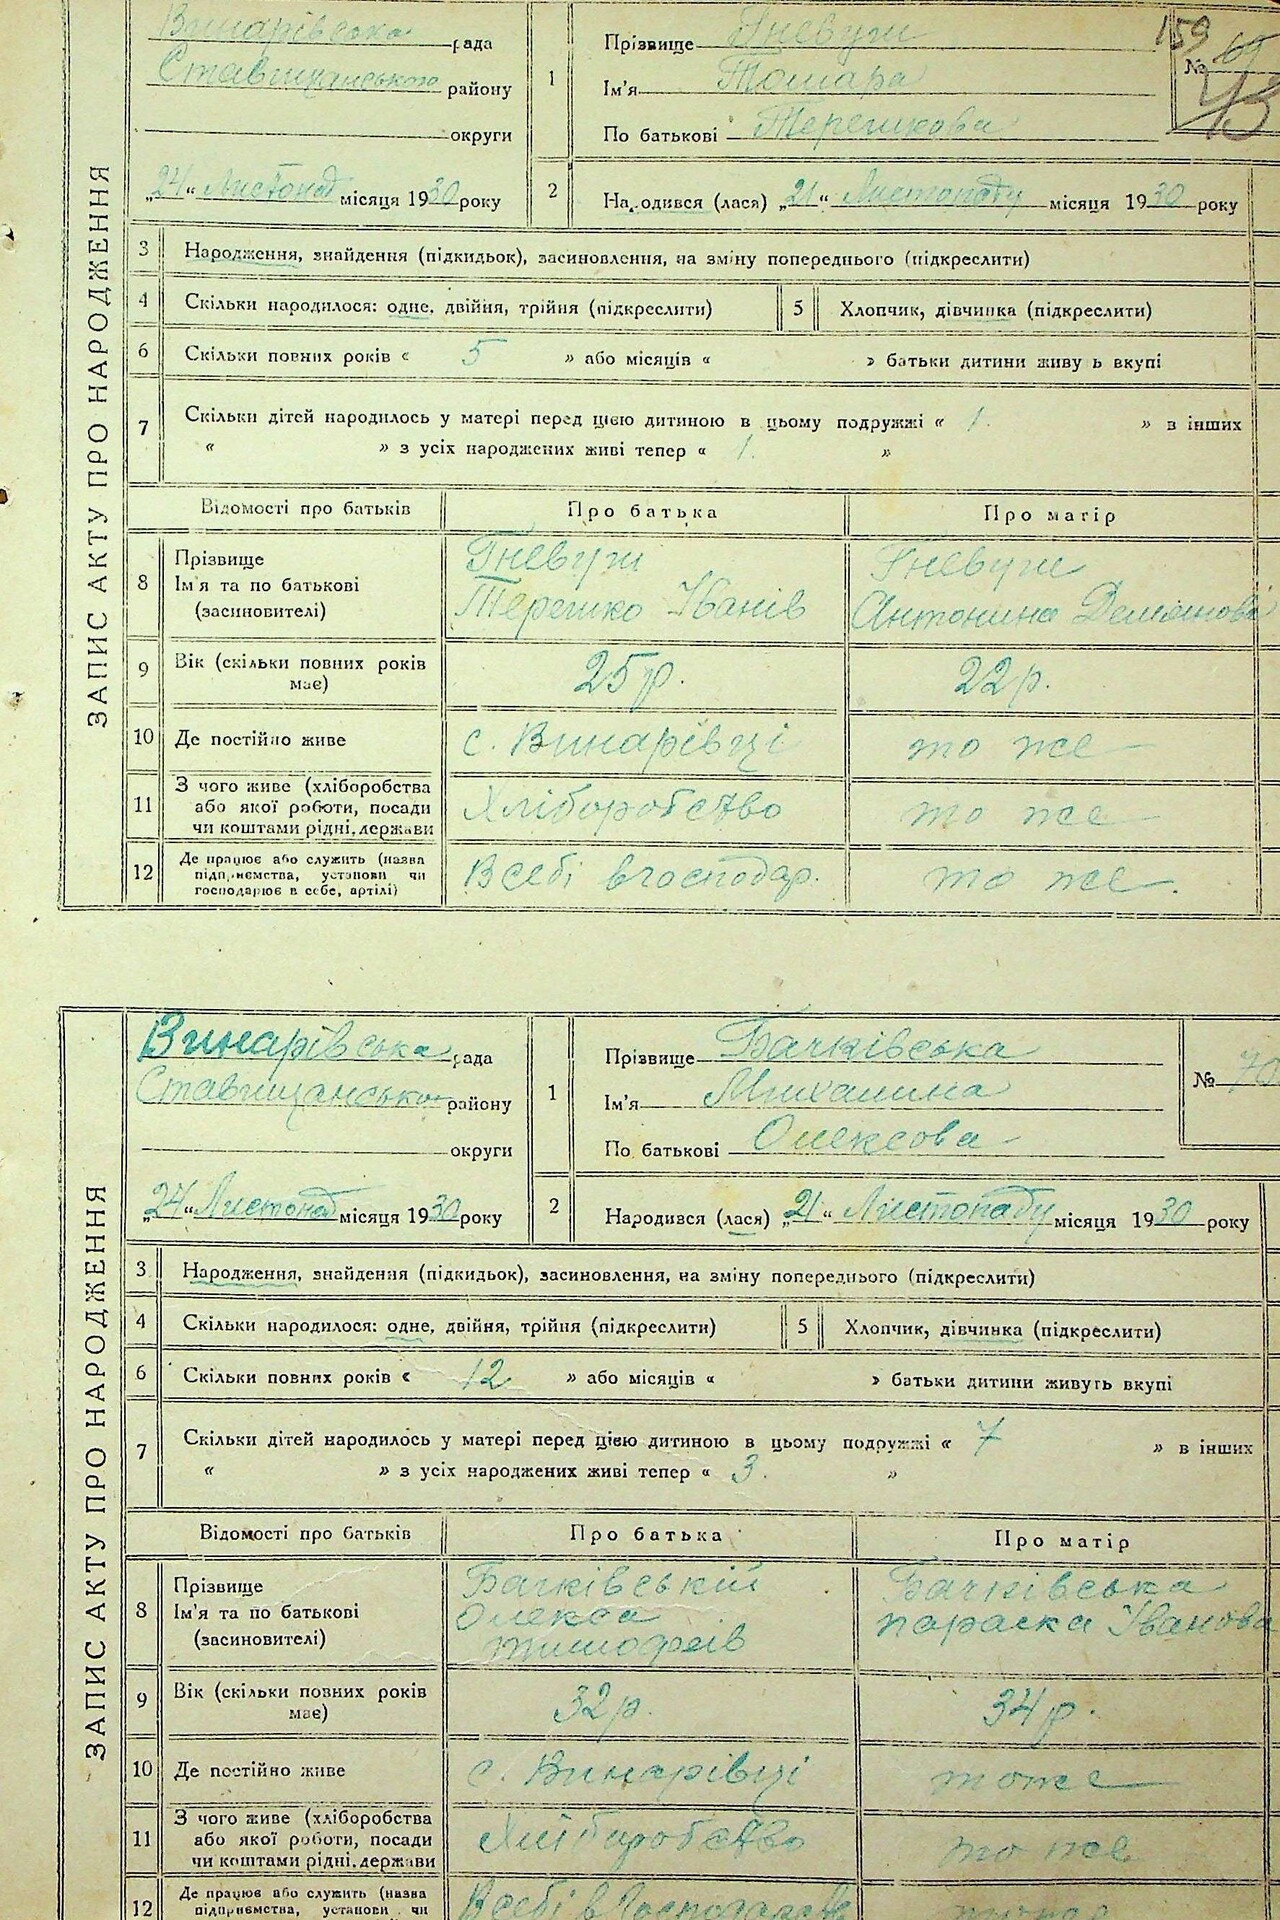 ЗАПИС АКТУ ПРО НАРОДЖЕННЯ
Винарівська рада
Ставищанського району
округи
„24“ Листопад місяця 1930 року
1
Прізвище Гневуш
Ім'я Томара
По батькові Терешкова
159
№ 69
2
Народився (лася) „21“ Листопаду місяця 1930 року
3 Народження, знайдення (підкидьок), засиновлення, на зміну попереднього (підкреслити)
4 Скільки народилося: одне, двійня, трійня (підкреслити) 5 Хлопчик, дівчинка (підкреслити)
6 Скільки повних років « 5 » або місяців « » батьки дитини живу ь вкупі
7 Скільки дітей народилось у матері перед цією дитиною в цьому подружжі « 1. » в інших
« » з усіх народжених живі тепер « 1. »
Відомості про батьків Про батька Про матір
8 Прізвище Гневуш Гневуш
Ім'я та по батькові Терешко Іванів Антонина Демянова
(засиновителі)
9 Вік (скільки повних років має) 25 р. 22 р.
10 Де постійно живе с. Винарівці то же
11 З чого живе (хліборобства або якої роботи, посади чи коштами рідні, держави Хліборобство то же
12 Де працює або служить (назва підприємства, установи чи господарює в себе, артілі) В себі в господар. то же.
ЗАПИС АКТУ ПРО НАРОДЖЕННЯ
Винарівська рада
Ставищансько району
округи
„24“ Листопад місяця 1930 року
1
Прізвище Бачківська
Ім'я Михалина
По батькові Олексова
№ 70
2
Народився (лася) „21“ Листопаду місяця 1930 року
3 Народження, знайдення (підкидьок), засиновлення, на зміну попереднього (підкреслити)
4 Скільки народилося: одне, двійня, трійня (підкреслити) 5 Хлопчик, дівчинка (підкреслити)
6 Скільки повних років « 12 » або місяців « » батьки дитини живуть вкупі
7 Скільки дітей народилось у матері перед цією дитиною в цьому подружжі « 7 » в інших
« » з усіх народжених живі тепер « 3. »
Відомості про батьків Про батька Про матір
8 Прізвище Бачківській Бачківська
Ім'я та по батькові Олекса Параска Іванова
(засиновителі) Тимофеів
9 Вік (скільки повних років має) 32 р. 34 р.
10 Де постійно живе с. Винарівці тоже
11 З чого живе (хліборобства або якої роботи, посади чи коштами рідні, держави Хліборобство то же
12 Де працює або служить (назва підприємства, установи чи В себі в Господарстві